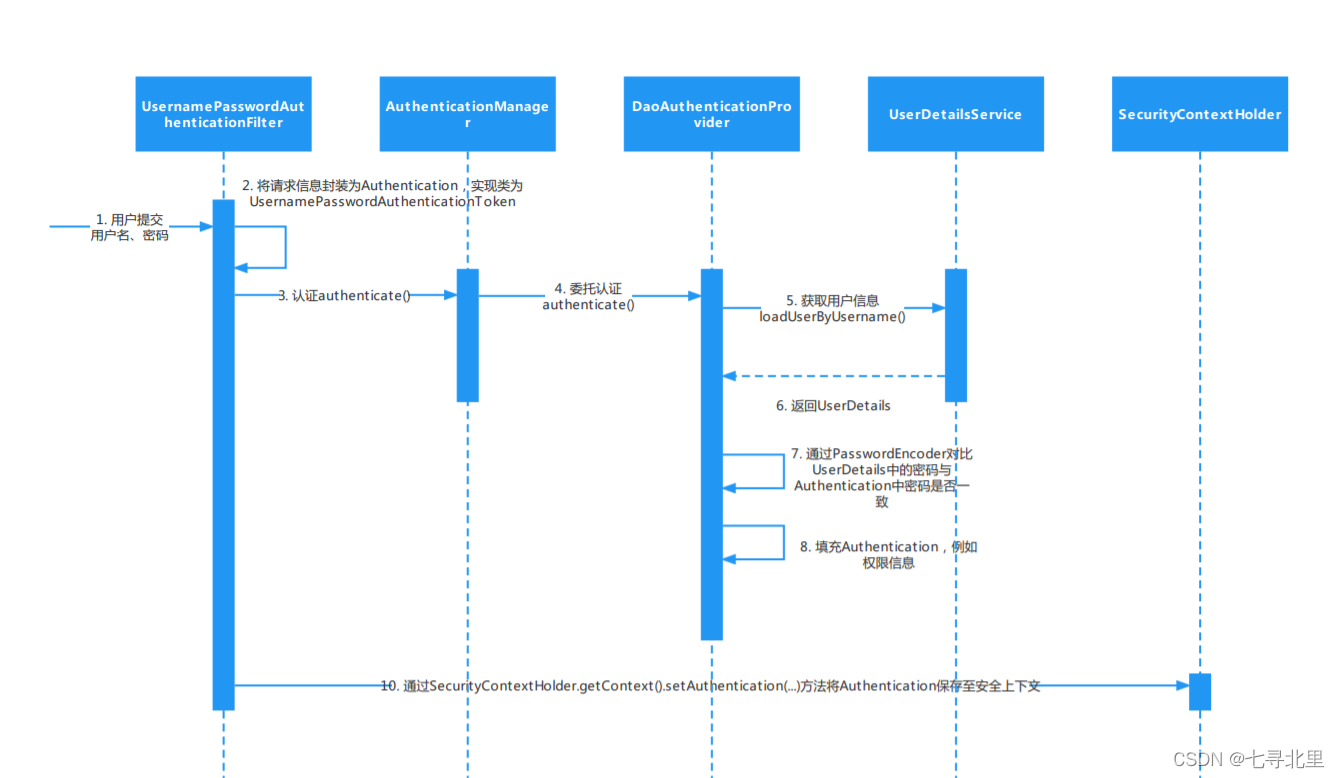 UsernamePasswordAut
henticationFilter
AuthenticationManage
r
DaoAuthenticationPro
vider
UserDetailsService
SecurityContextHolder
2. 将请求信息封装为Authentication，实现类为
UsernamePasswordAuthenticationToken
1. 用户提交
用户名、密码
3. 认证authenticate()
4. 委托认证
authenticate()
5. 获取用户信息
loadUserByUsername()
6. 返回UserDetails
7. 通过PasswordEncoder对比
UserDetails中的密码与
Authentication中密码是否一
致
8. 填充Authentication，例如
权限信息
10. 通过SecurityContextHolder.getContext().setAuthentication(...)方法将Authentication保存至安全上下文
CSDN @七寻北里